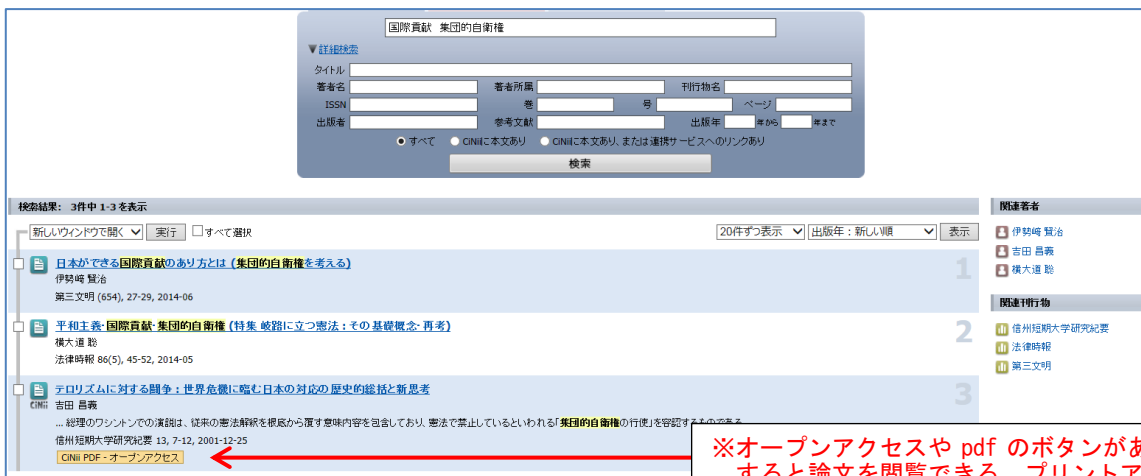 国際貢献 集団的自衛権
▼詳細検索
タイトル
著者名 著者所属 刊行物名
ISSN 巻 号 ページ
出版者 参考文献 出版年 年から 年まで
すべて CiNiiに本文あり CiNiiに本文あり、または連携サービスへのリンクあり
検索
検索結果: 3件中 1-3 を表示
新しいウィンドウで開く 実行 すべて選択
20件ずつ表示 出版年:新しい順 表示
日本ができる国際貢献のあり方とは (集団的自衛権を考える)
伊勢崎 賢治
第三文明 (654), 27-29, 2014-06
1
平和主義・国際貢献・集団的自衛権 (特集 岐路に立つ憲法 : その基礎概念・再考)
横大道 聡
法律時報 86(5), 45-52, 2014-05
2
テロリズムに対する闘争 : 世界危機に臨む日本の対応の歴史的総括と新思考
CiNii 吉田 昌義
... 総理のワシントンでの演説は、従来の憲法解釈を根底から覆す意味内容を包含しており、憲法で禁止しているといわれる「集団的自衛権の行使」を容認するものである
信州短期大学研究紀要 13, 7-12, 2001-12-25
CiNii PDF - オープンアクセス
3
関連著者
伊勢崎 賢治
吉田 昌義
横大道 聡
関連刊行物
信州短期大学研究紀要
法律時報
第三文明
※オープンアクセスや pdf のボタンがあ
すると論文を閲覧できる。プリントア